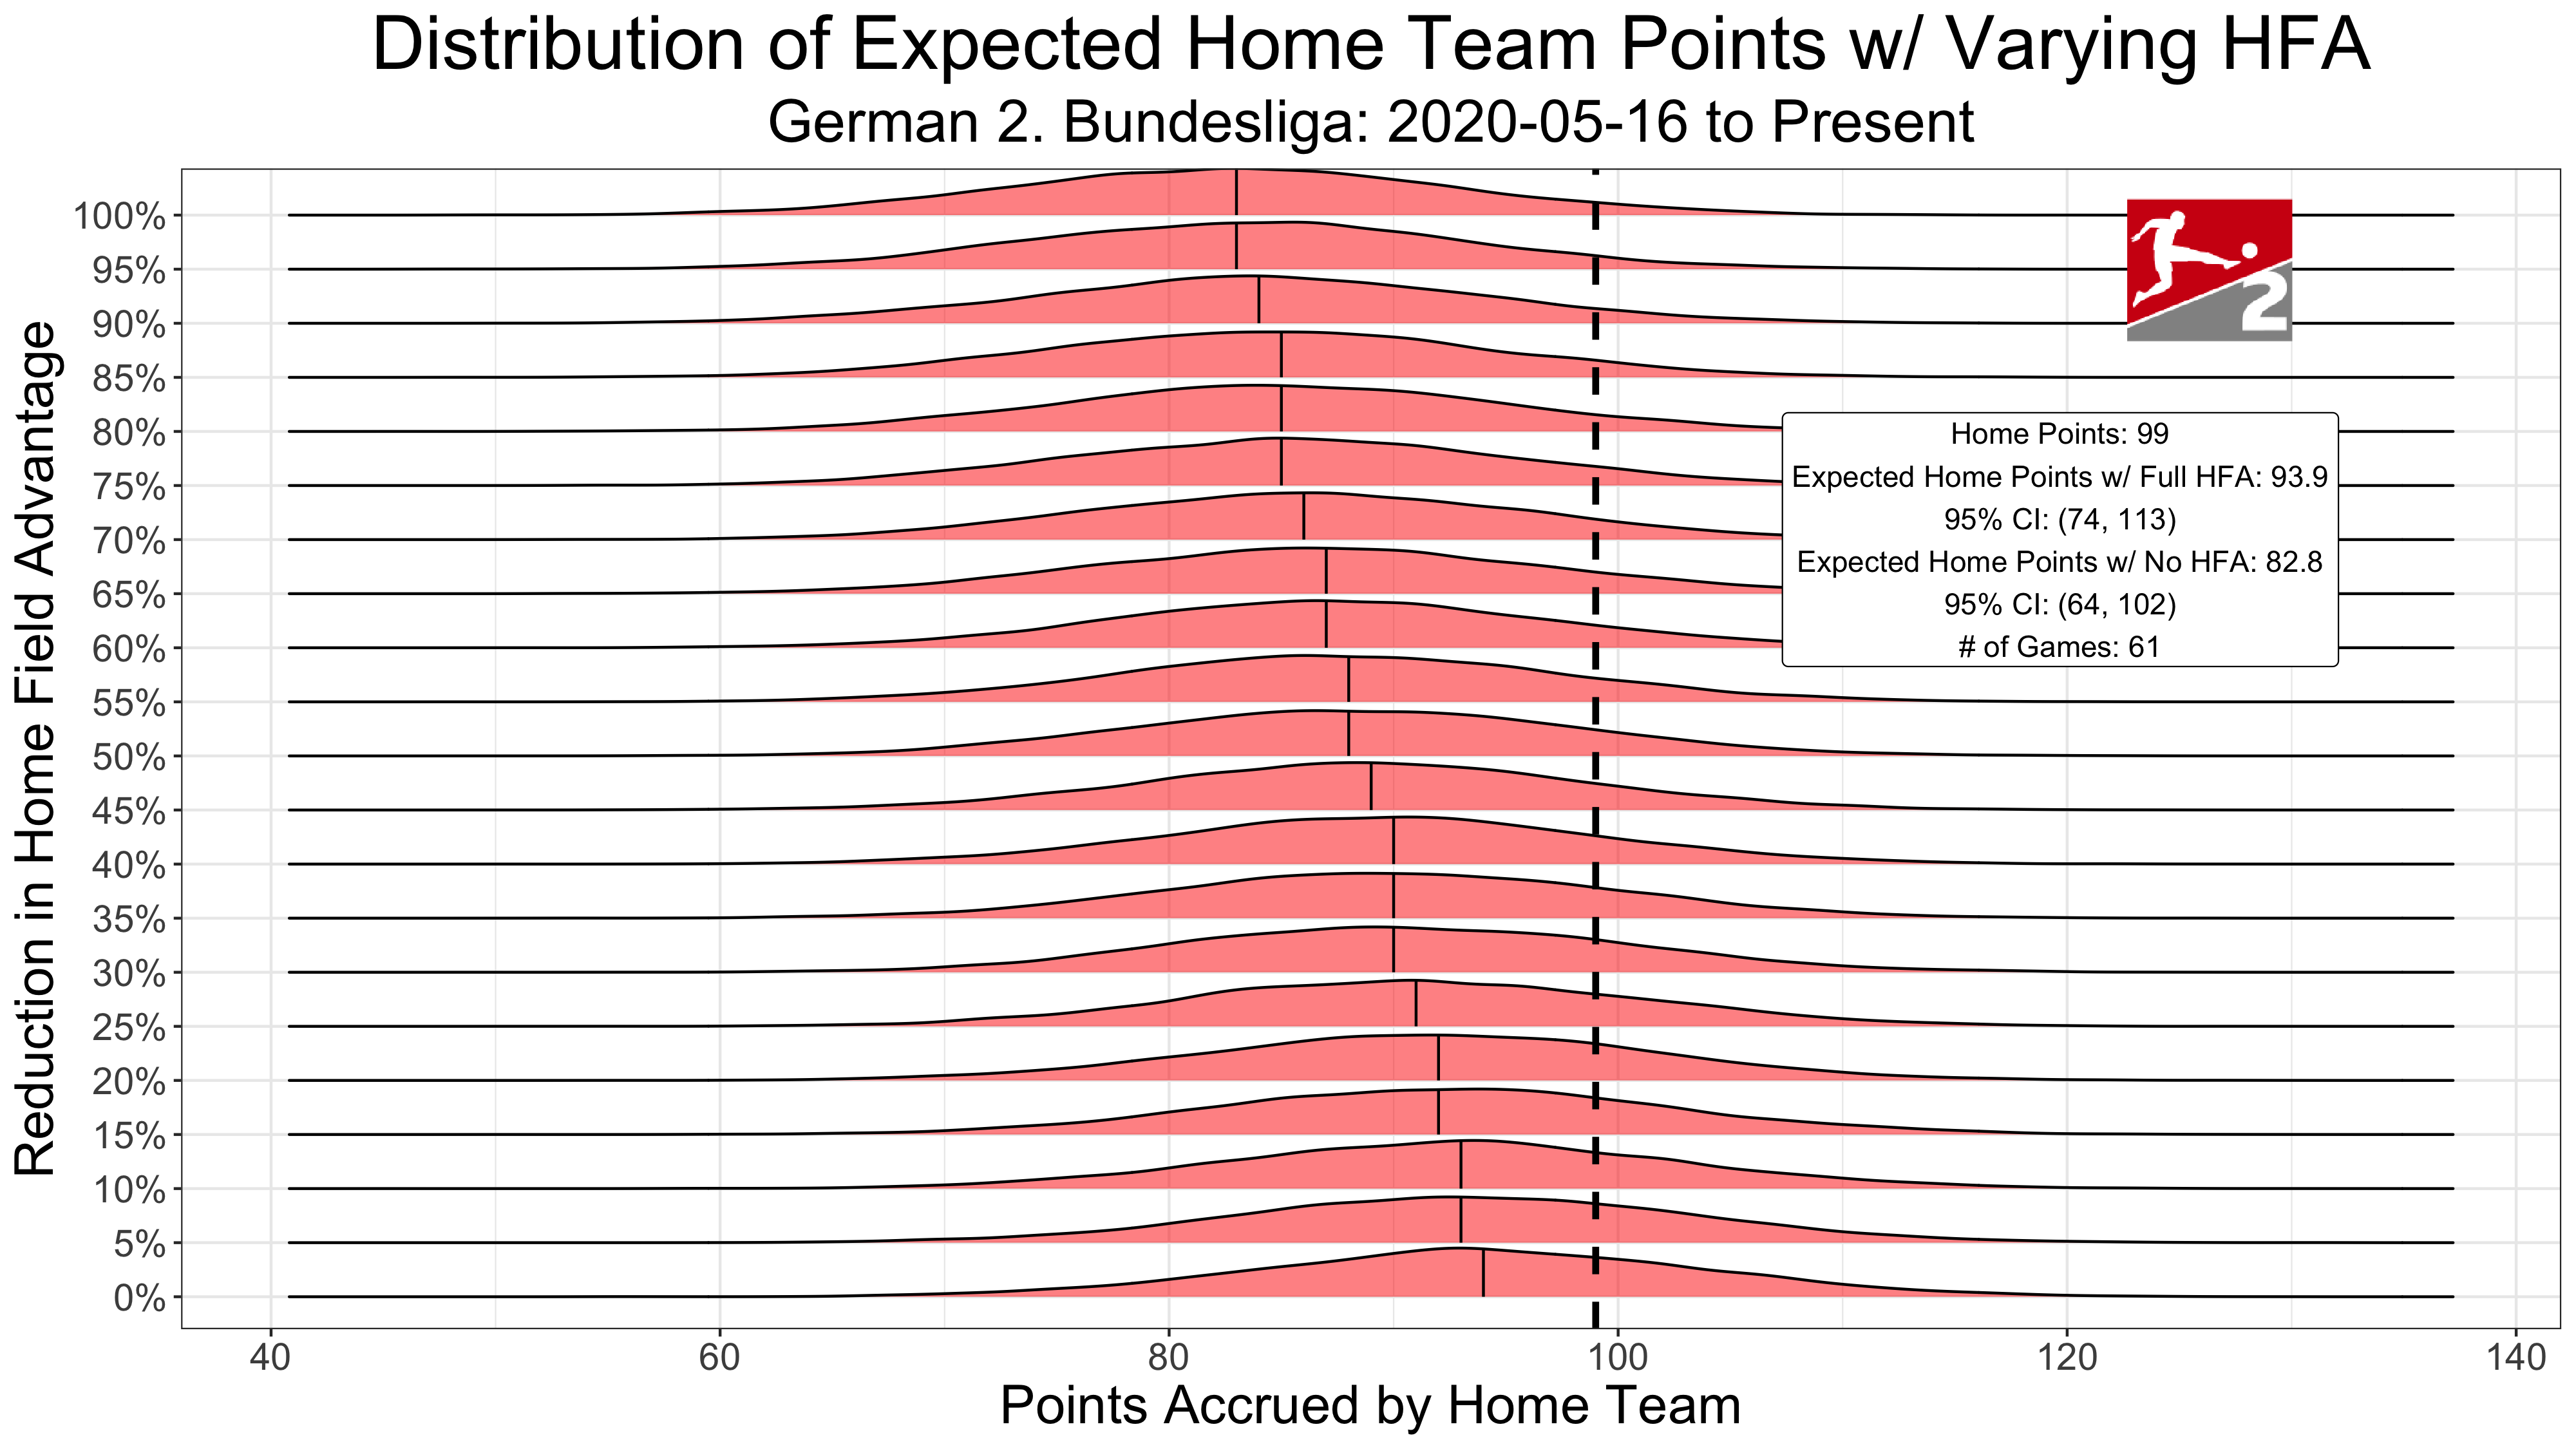 Distribution of Expected Home Team Points w/ Varying HFA
German 2. Bundesliga: 2020-05-16 to Present
Reduction in Home Field Advantage
100%
95%
90%
85%
80%
75%
70%
65%
60%
55%
50%
45%
40%
35%
30%
25%
20%
15%
10%
5%
0%
2
Home Points: 99
Expected Home Points w/ Full HFA: 93.9
95% CI: (74, 113)
Expected Home Points w/ No HFA: 82.8
95% CI: (64, 102)
# of Games: 61
40 60 80 100 120 140
Points Accrued by Home Team